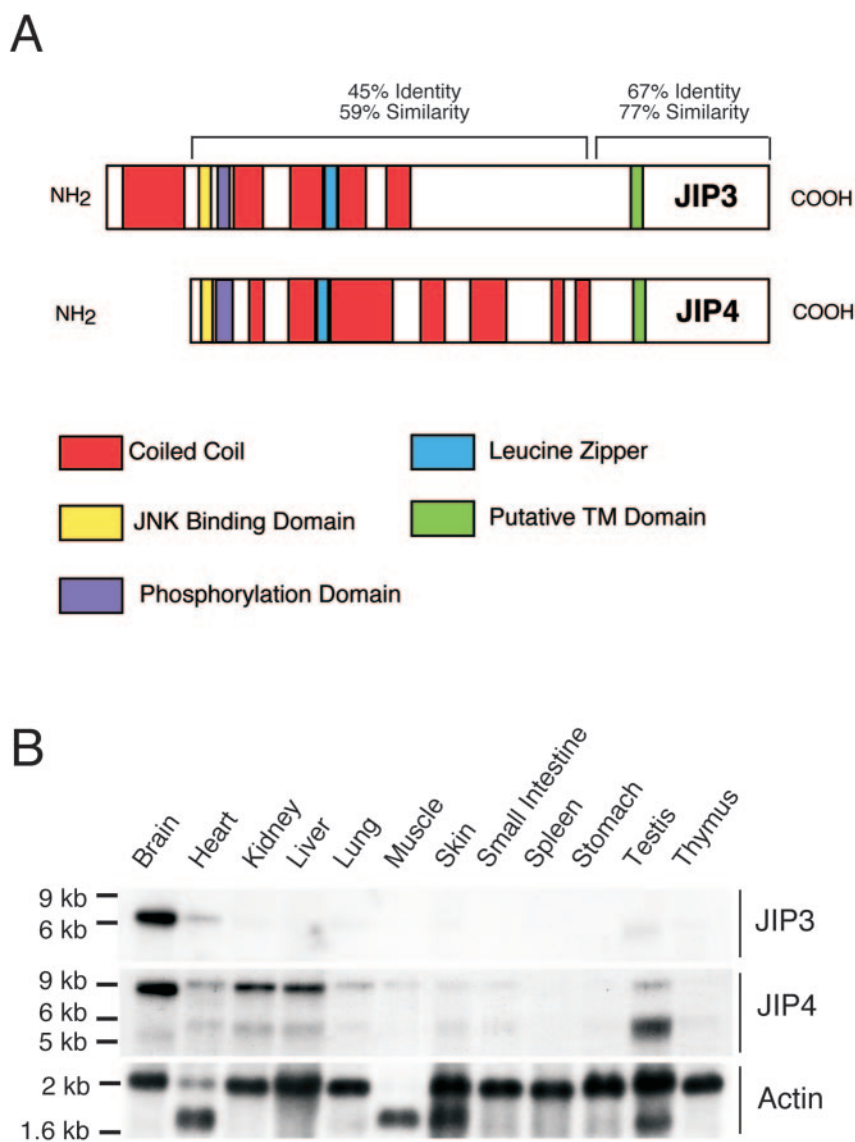 A
45% Identity
59% Similarity
67% Identity
77% Similarity
NH2
JIP3
COOH
NH2
JIP4
COOH
Coiled Coil
Leucine Zipper
JNK Binding Domain
Putative TM Domain
Phosphorylation Domain
B
Brain
Heart
Kidney
Liver
Lung
Muscle
Skin
Small Intestine
Spleen
Stomach
Testis
Thymus
9 kb
6 kb
JIP3
9 kb
6 kb
5 kb
JIP4
2 kb
1.6 kb
Actin